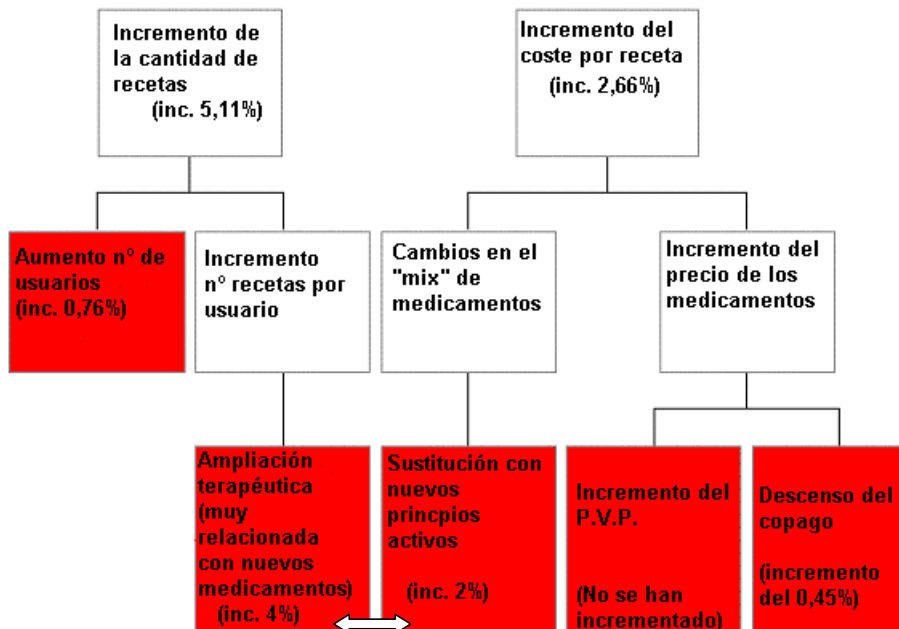 Incremento de
la cantidad de
recetas
(inc. 5,11%)
Incremento del
coste por receta
(inc. 2,66%)
Aumento nº de
usuarios
(inc. 0,76%)
Incremento
nº recetas por
usuario
Cambios en el
"mix" de
medicamentos
Incremento del
precio de los
medicamentos
Ampliación
terapéutica
(muy
relacionada
con nuevos
medicamentos)
(inc. 4%)
Sustitución con
nuevos
princpios
activos
(inc. 2%)
Incremento del
P.V.P.
(No se han
incrementado)
Descenso del
copago
(incremento
del 0,45%)